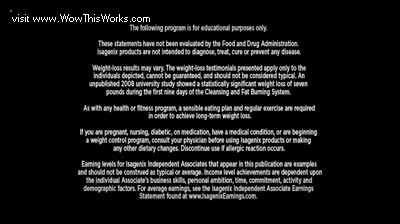 visit www.WowThisWorks.com
The following program is for educational purposes only.
These statements have not been evaluated by the Food and Drug Administration.
Isagenix products are not intended to diagnose, treat, cure or prevent any disease.
Weight-loss results may vary. The weight-loss testimonials presented apply only to the
individuals depicted, cannot be guaranteed, and should not be considered typical. An
unpublished 2008 university study showed a statistically significant weight loss of seven
pounds during the first nine days of the Cleansing and Fat Burning System.
As with any health or fitness program, a sensible eating plan and regular exercise are required
in order to achieve long-term weight loss.
If you are pregnant, nursing, diabetic, on medication, have a medical condition, or are beginning
a weight control program, consult your physician before using Isagenix products or making
any other dietary changes. Discontinue use if allergic reaction occurs.
Earning levels for Isagenix Independent Associates that appear in this publication are examples
and should not be construed as typical or average. Income level achievements are dependent upon
the individual Associate's business skills, personal ambition, time, commitment, activity and
demographic factors. For average earnings, see the Isagenix Independent Associate Earnings
Statement found at www.IsagenixEarnings.com.